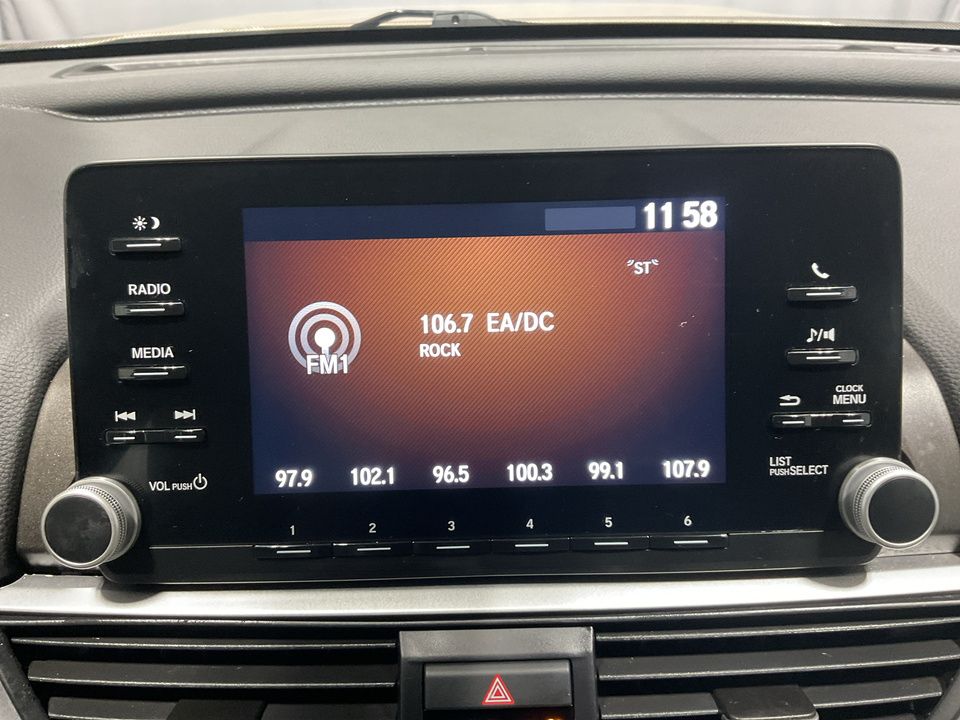 11 58
RADIO
"ST"
106.7 EA/DC
FM1
ROCK
MEDIA
CLOCK
MENU
97.9 102.1 96.5 100.3 99.1 107.9
LIST
PUSH SELECT
VOL PUSH
1 2 3 4 5 6